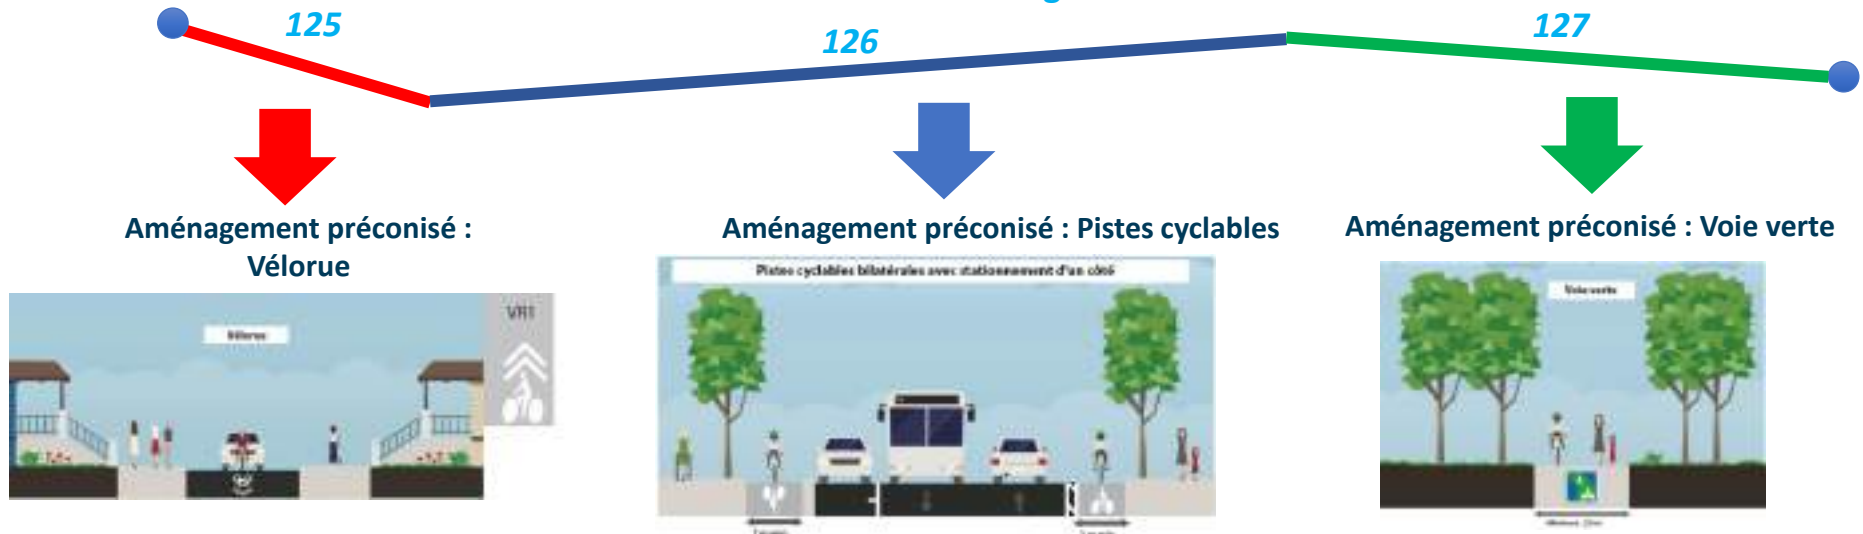 125
126
127
Aménagement préconisé :
Vélorue
Aménagement préconisé : Pistes cyclables
Aménagement préconisé : Voie verte
Vélorue
VR1
Pistes cyclables bilatérales avec stationnement d'un côté
Voie verte